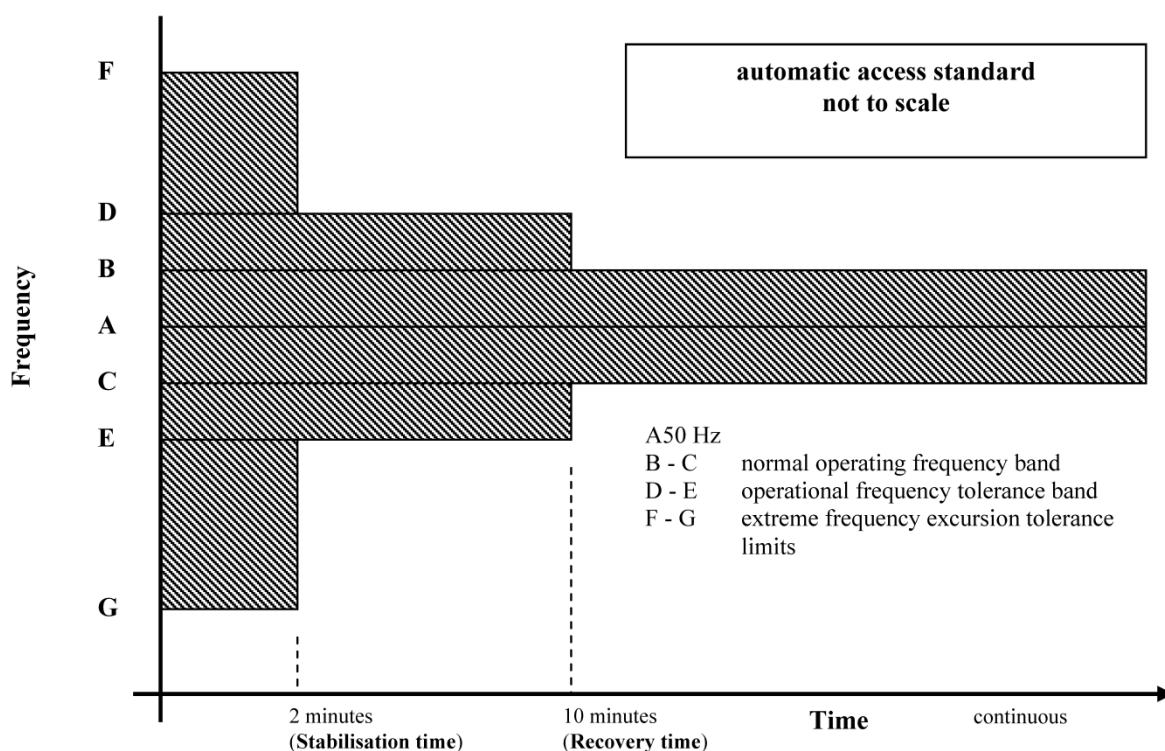 automatic access standard
not to scale
F
D
B
A
C
E
G
Frequency
A50 Hz
B - C normal operating frequency band
D - E operational frequency tolerance band
F - G extreme frequency excursion tolerance
limits
2 minutes
(Stabilisation time)
10 minutes
(Recovery time)
Time
continuous